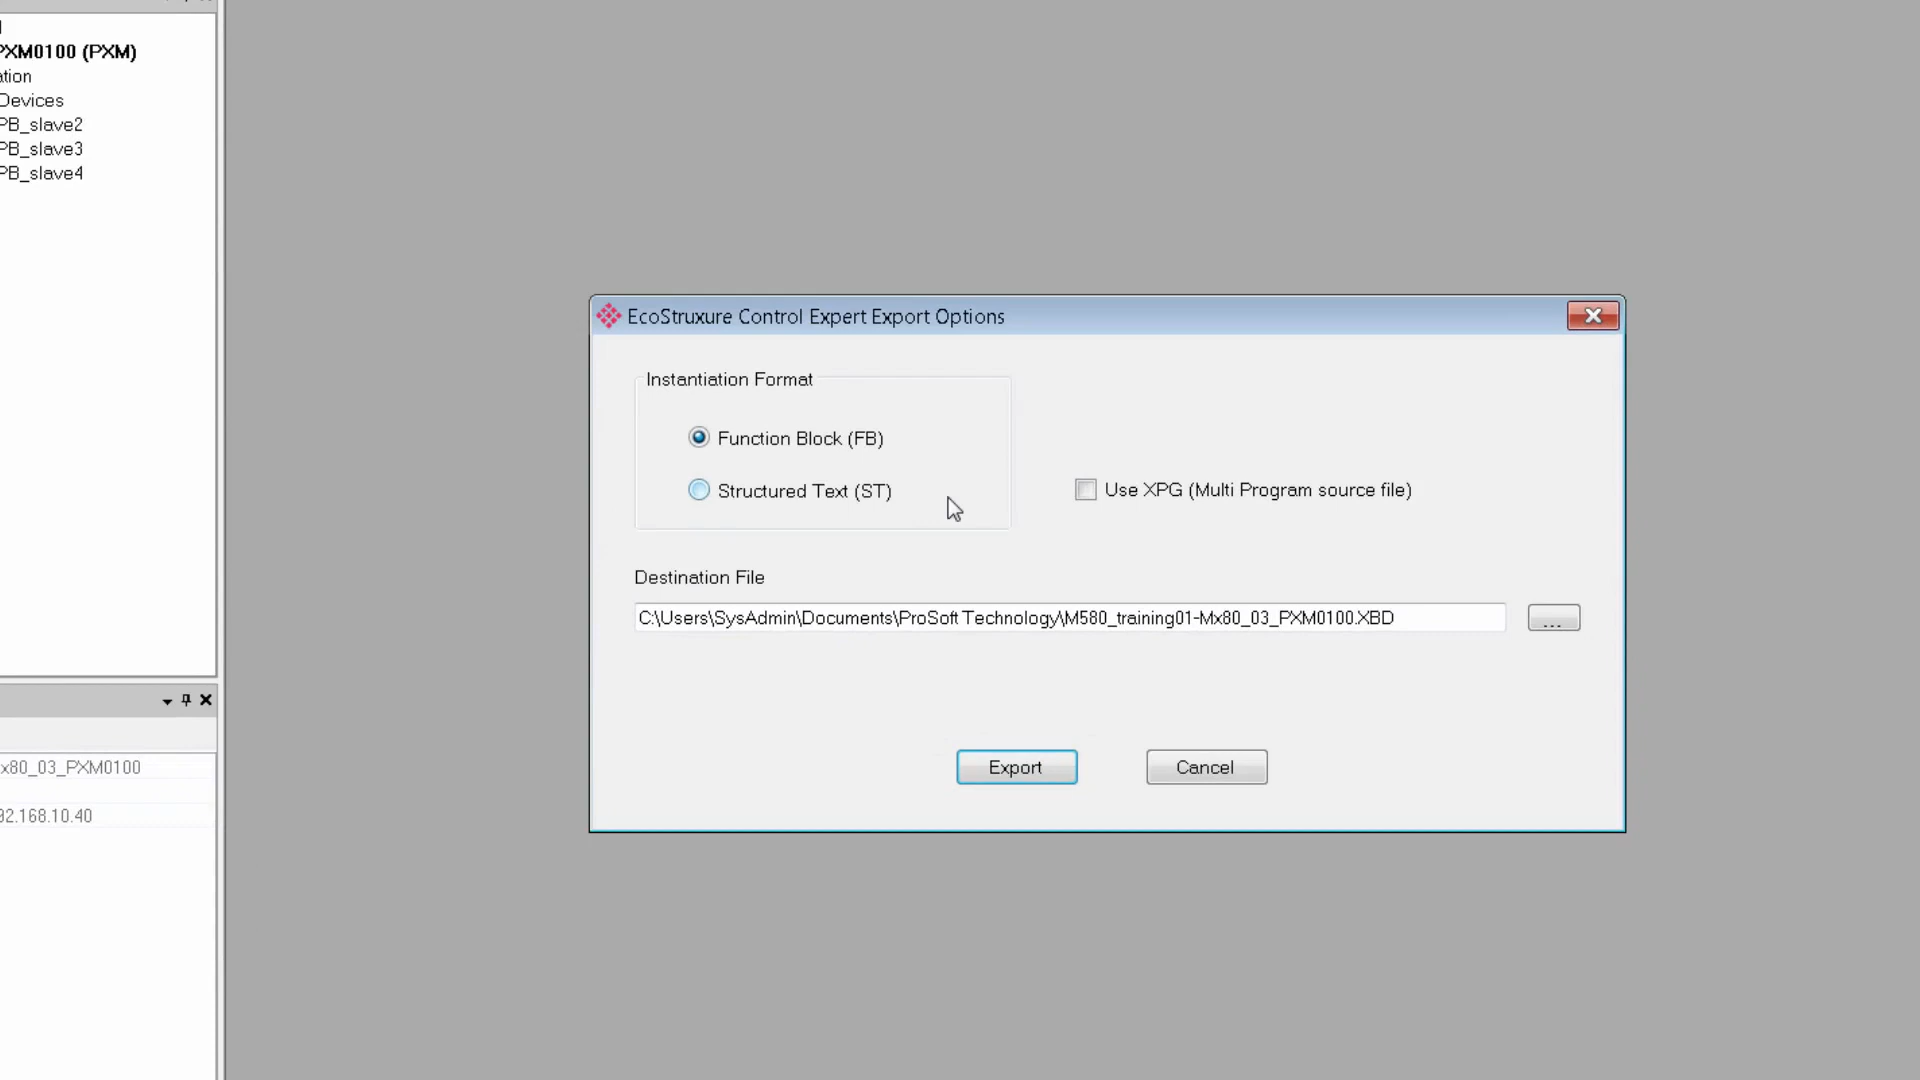 PXM0100 (PXM)
ation
Devices
PB_slave2
PB_slave3
PB_slave4
x80_03_PXM0100
92.168.10.40
EcoStruxure Control Expert Export Options
Instantiation Format
Function Block (FB)
Structured Text (ST)
Use XPG (Multi Program source file)
Destination File
C:\Users\SysAdmin\Documents\ProSoft Technology\M580_training01-Mx80_03_PXM0100.XBD
...
Export
Cancel